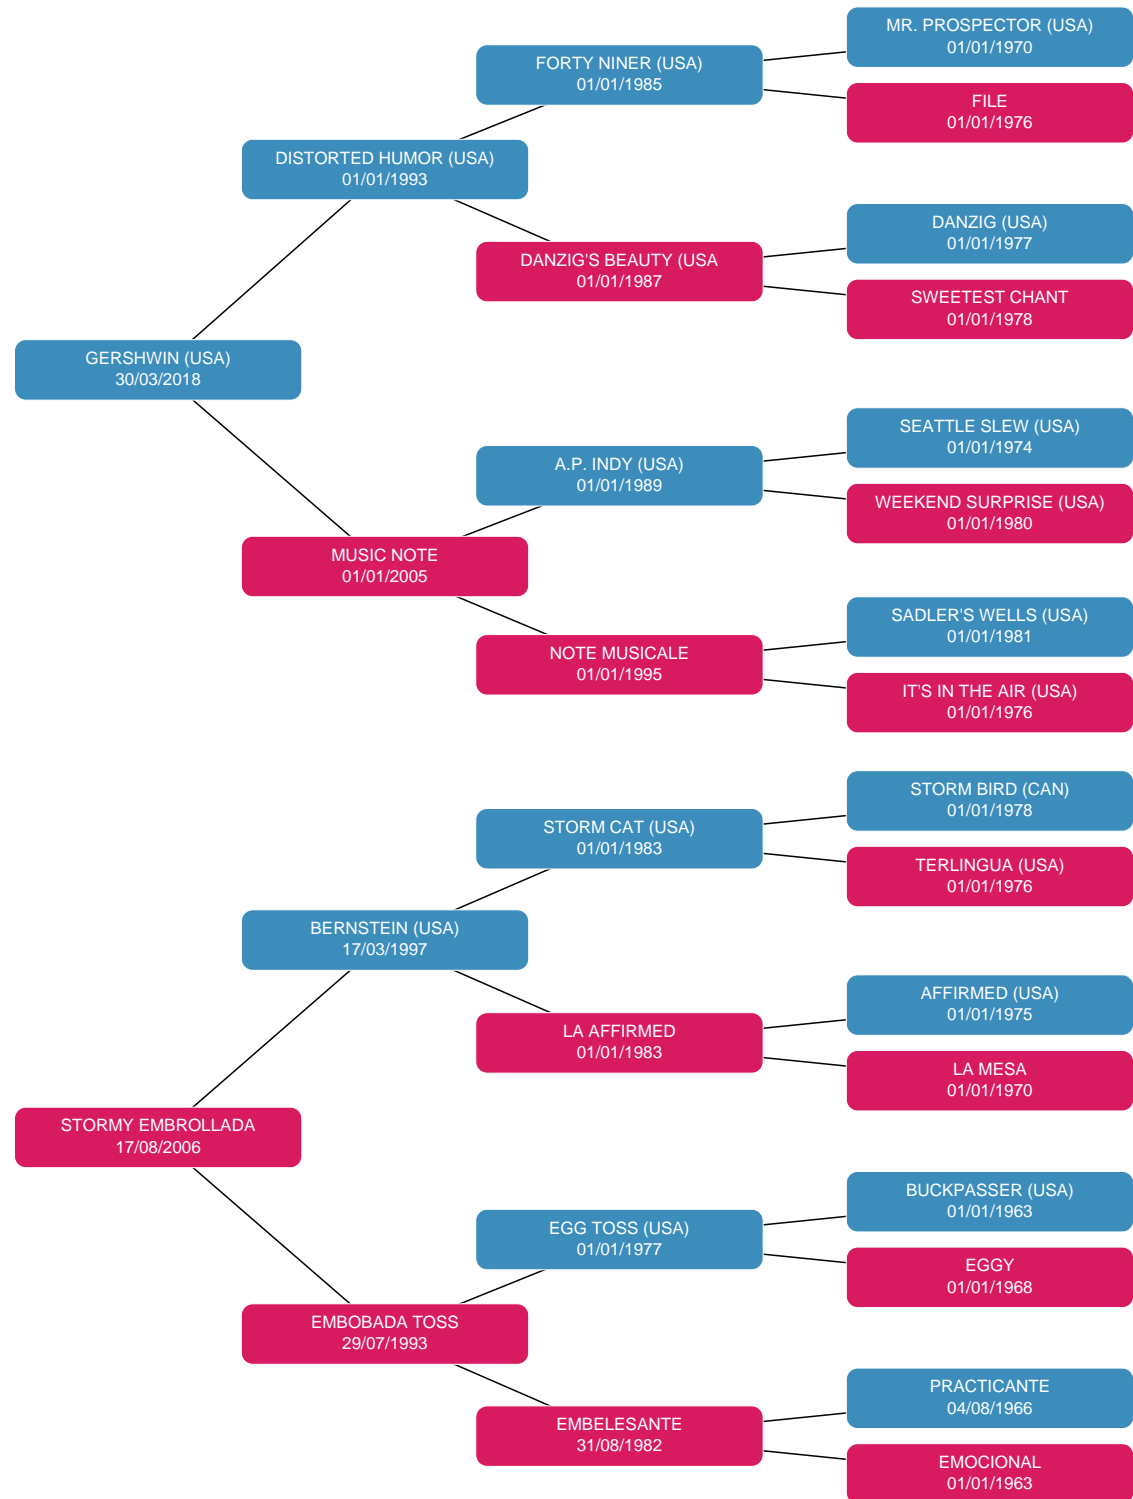 MR. PROSPECTOR (USA)
01/01/1970
FORTY NINER (USA)
01/01/1985
FILE
01/01/1976
DISTORTED HUMOR (USA)
01/01/1993
DANZIG (USA)
01/01/1977
DANZIG'S BEAUTY (USA
01/01/1987
SWEETEST CHANT
01/01/1978
GERSHWIN (USA)
30/03/2018
SEATTLE SLEW (USA)
01/01/1974
A.P. INDY (USA)
01/01/1989
WEEKEND SURPRISE (USA)
01/01/1980
MUSIC NOTE
01/01/2005
SADLER'S WELLS (USA)
01/01/1981
NOTE MUSICALE
01/01/1995
IT'S IN THE AIR (USA)
01/01/1976
STORM BIRD (CAN)
01/01/1978
STORM CAT (USA)
01/01/1983
TERLINGUA (USA)
01/01/1976
BERNSTEIN (USA)
17/03/1997
AFFIRMED (USA)
01/01/1975
LA AFFIRMED
01/01/1983
LA MESA
01/01/1970
STORMY EMBROLLADA
17/08/2006
BUCKPASSER (USA)
01/01/1963
EGG TOSS (USA)
01/01/1977
EGGY
01/01/1968
EMBOBADA TOSS
29/07/1993
PRACTICANTE
04/08/1966
EMBELESANTE
31/08/1982
EMOCIONAL
01/01/1963